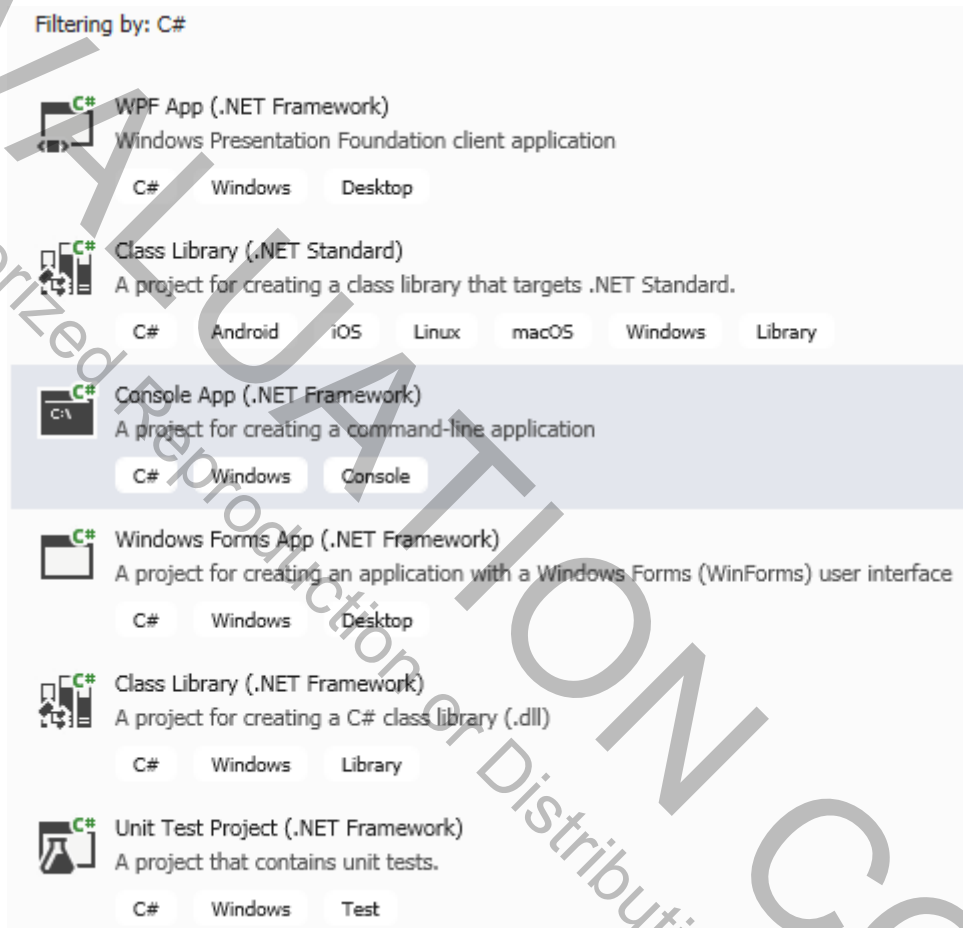 Filtering by: C#
C#
WPF App (.NET Framework)
Windows Presentation Foundation client application
C# Windows Desktop
C#
Class Library (.NET Standard)
A project for creating a class library that targets .NET Standard.
C# Android iOS Linux macOS Windows Library
C#
C:\
Console App (.NET Framework)
A project for creating a command-line application
C# Windows Console
C#
Windows Forms App (.NET Framework)
A project for creating an application with a Windows Forms (WinForms) user interface
C# Windows Desktop
C#
Class Library (.NET Framework)
A project for creating a C# class library (.dll)
C# Windows Library
C#
Unit Test Project (.NET Framework)
A project that contains unit tests.
C# Windows Test
Reproduction or